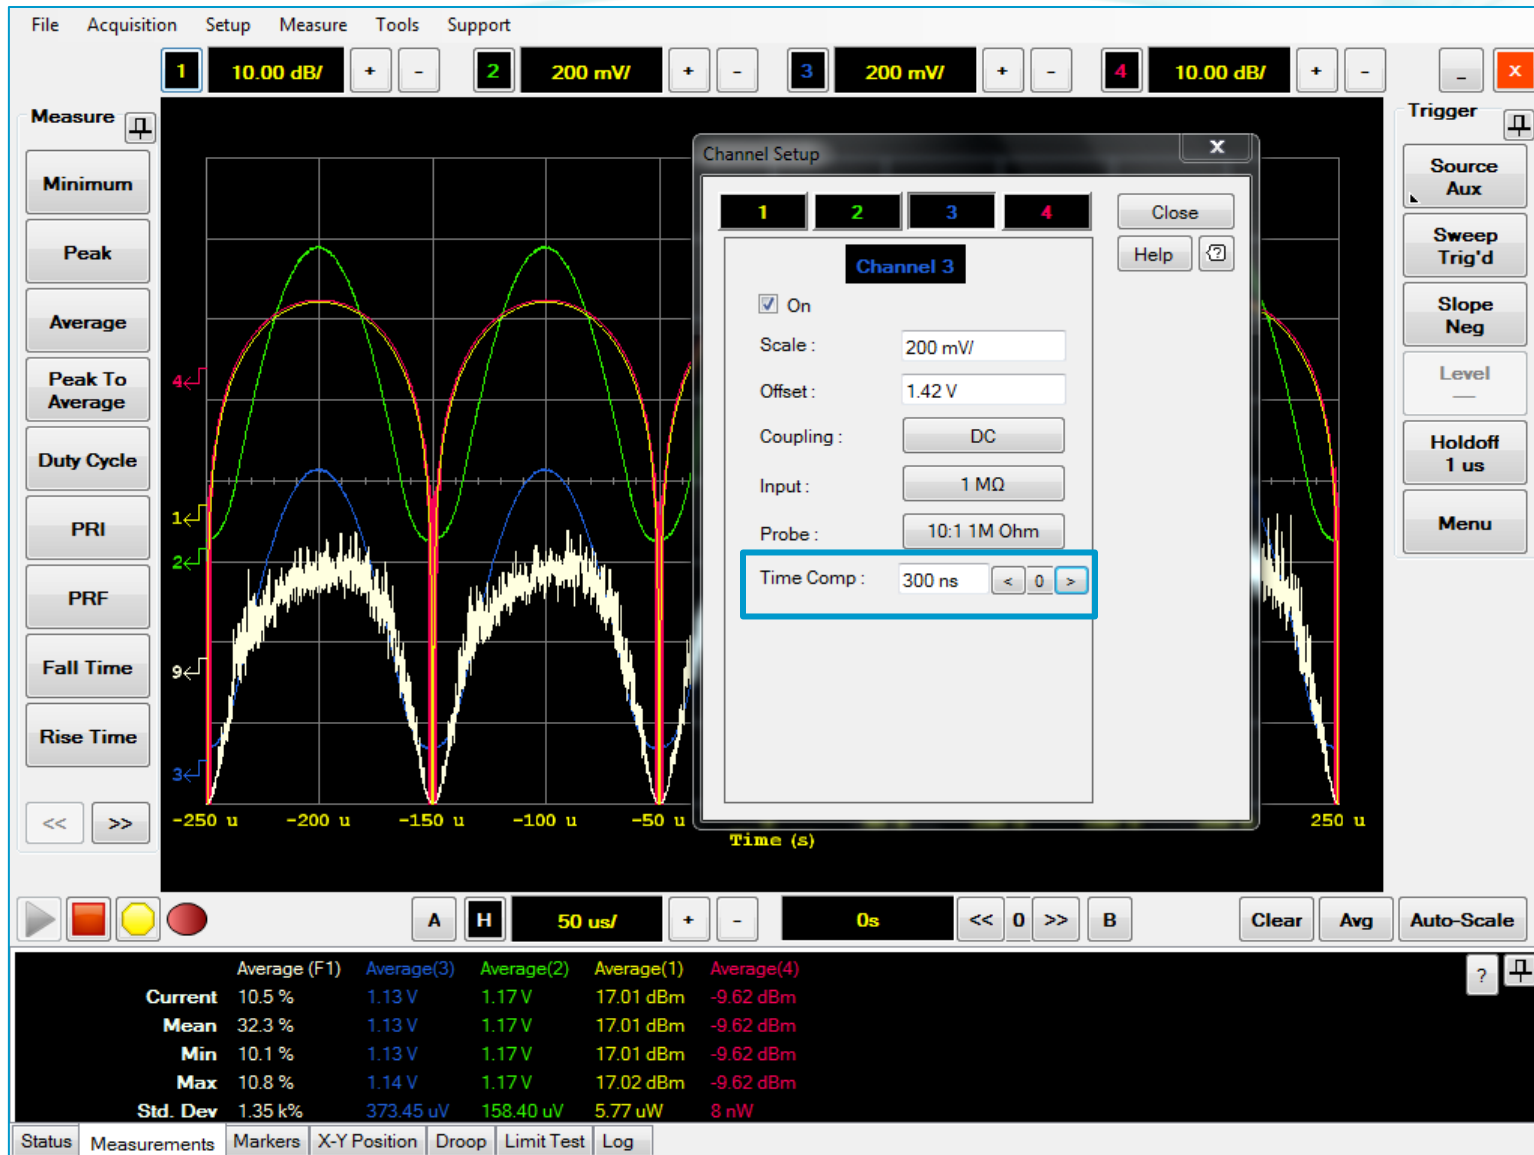 File Acquisition Setup Measure Tools Support
1 10.00 dB/ + - 2 200 mV/ + - 3 200 mV/ + - 4 10.00 dB/ + - _ X
Measure
Minimum
Peak
Average
Peak To
Average
Duty Cycle
PRI
PRF
Fall Time
Rise Time
<< >>
4
1
2
9
3
-250 u -200 u -150 u -100 u -50 u 250 u
Time (s)
Channel Setup X
1 2 3 4 Close
Help ?
Channel 3
On
Scale : 200 mV/
Offset : 1.42 V
Coupling : DC
Input : 1 MΩ
Probe : 10:1 1M Ohm
Time Comp : 300 ns < 0 >
Trigger
Source
Aux
Sweep
Trig'd
Slope
Neg
Level
—
Holdoff
1 us
Menu
A H 50 us/ + - 0s << 0 >> B Clear Avg Auto-Scale
Average (F1) Average(3) Average(2) Average(1) Average(4) ?
Current 10.5 % 1.13 V 1.17 V 17.01 dBm -9.62 dBm
Mean 32.3 % 1.13 V 1.17 V 17.01 dBm -9.62 dBm
Min 10.1 % 1.13 V 1.17 V 17.01 dBm -9.62 dBm
Max 10.8 % 1.14 V 1.17 V 17.02 dBm -9.62 dBm
Std. Dev 1.35 k% 373.45 uV 158.40 uV 5.77 uW 8 nW
Status Measurements Markers X-Y Position Droop Limit Test Log